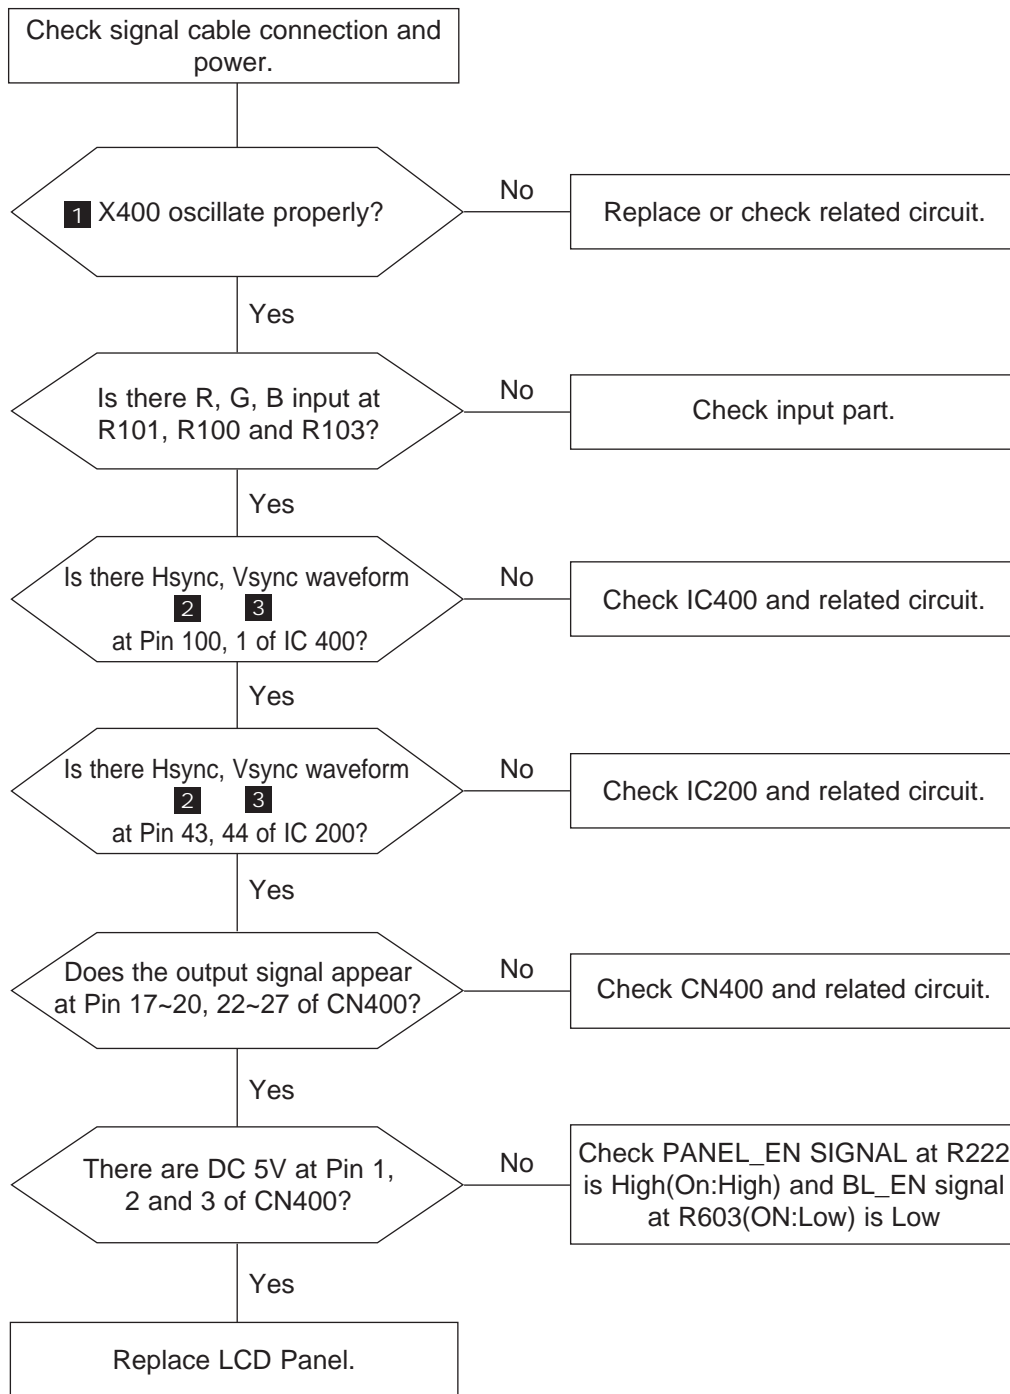 Check signal cable connection and
power.
1 X400 oscillate properly?
No
Replace or check related circuit.
Yes
Is there R, G, B input at
R101, R100 and R103?
No
Check input part.
Yes
Is there Hsync, Vsync waveform
2 3
at Pin 100, 1 of IC 400?
No
Check IC400 and related circuit.
Yes
Is there Hsync, Vsync waveform
2 3
at Pin 43, 44 of IC 200?
No
Check IC200 and related circuit.
Yes
Does the output signal appear
at Pin 17~20, 22~27 of CN400?
No
Check CN400 and related circuit.
Yes
There are DC 5V at Pin 1,
2 and 3 of CN400?
No
Check PANEL_EN SIGNAL at R222
is High(On:High) and BL_EN signal
at R603(ON:Low) is Low
Yes
Replace LCD Panel.